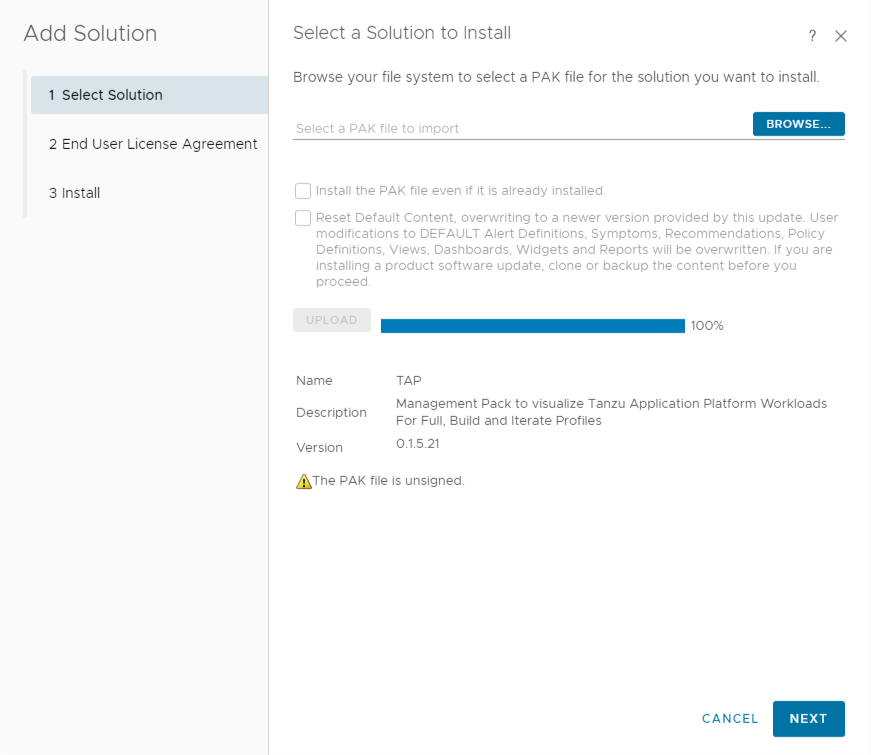 Add Solution
1 Select Solution
2 End User License Agreement
3 Install
Select a Solution to Install
?
Browse your file system to select a PAK file for the solution you want to install.
Select a PAK file to import
BROWSE...
Install the PAK file even if it is already installed.
Reset Default Content, overwriting to a newer version provided by this update. User
modifications to DEFAULT Alert Definitions, Symptoms, Recommendations, Policy
Definitions, Views, Dashboards, Widgets and Reports will be overwritten. If you are
installing a product software update, clone or backup the content before you
proceed.
UPLOAD
100%
Name TAP
Description Management Pack to visualize Tanzu Application Platform Workloads
For Full, Build and Iterate Profiles
Version 0.1.5.21
The PAK file is unsigned.
CANCEL
NEXT